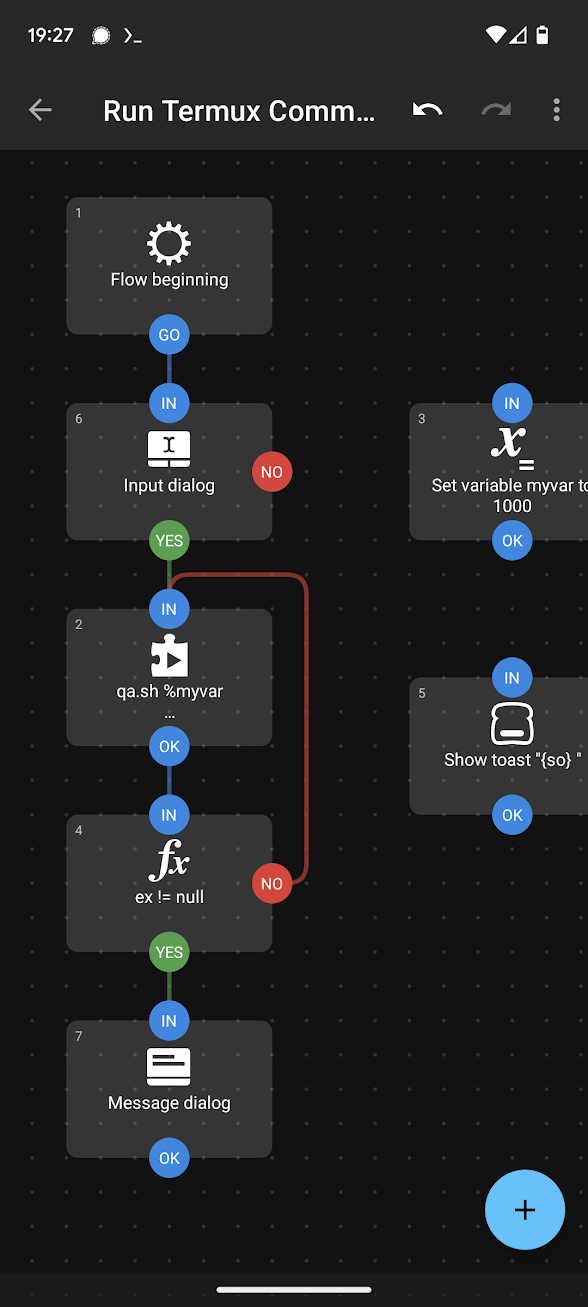 19:27
Run Termux Comm...
1
Flow beginning
GO
IN
6
Input dialog
NO
YES
IN
3
Set variable myvar to
1000
OK
IN
2
qa.sh %myvar
...
OK
IN
5
Show toast "{so} "
OK
IN
4
ex != null
NO
YES
IN
7
Message dialog
OK